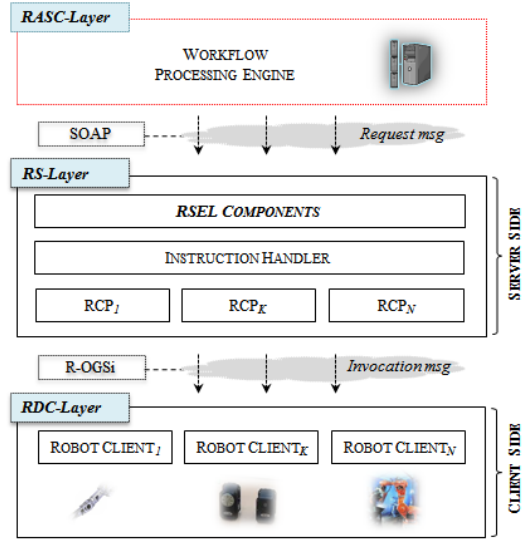 RASC-Layer
WORKFLOW
PROCESSING ENGINE
SOAP
Request msg
RS-Layer
RSEL COMPONENTS
INSTRUCTION HANDLER
RCP1 RCPK RCPN
SERVER SIDE
R-OGSi
Invocation msg
RDC-Layer
ROBOT CLIENT1 ROBOT CLIENTK ROBOT CLIENTN
CLIENT SIDE